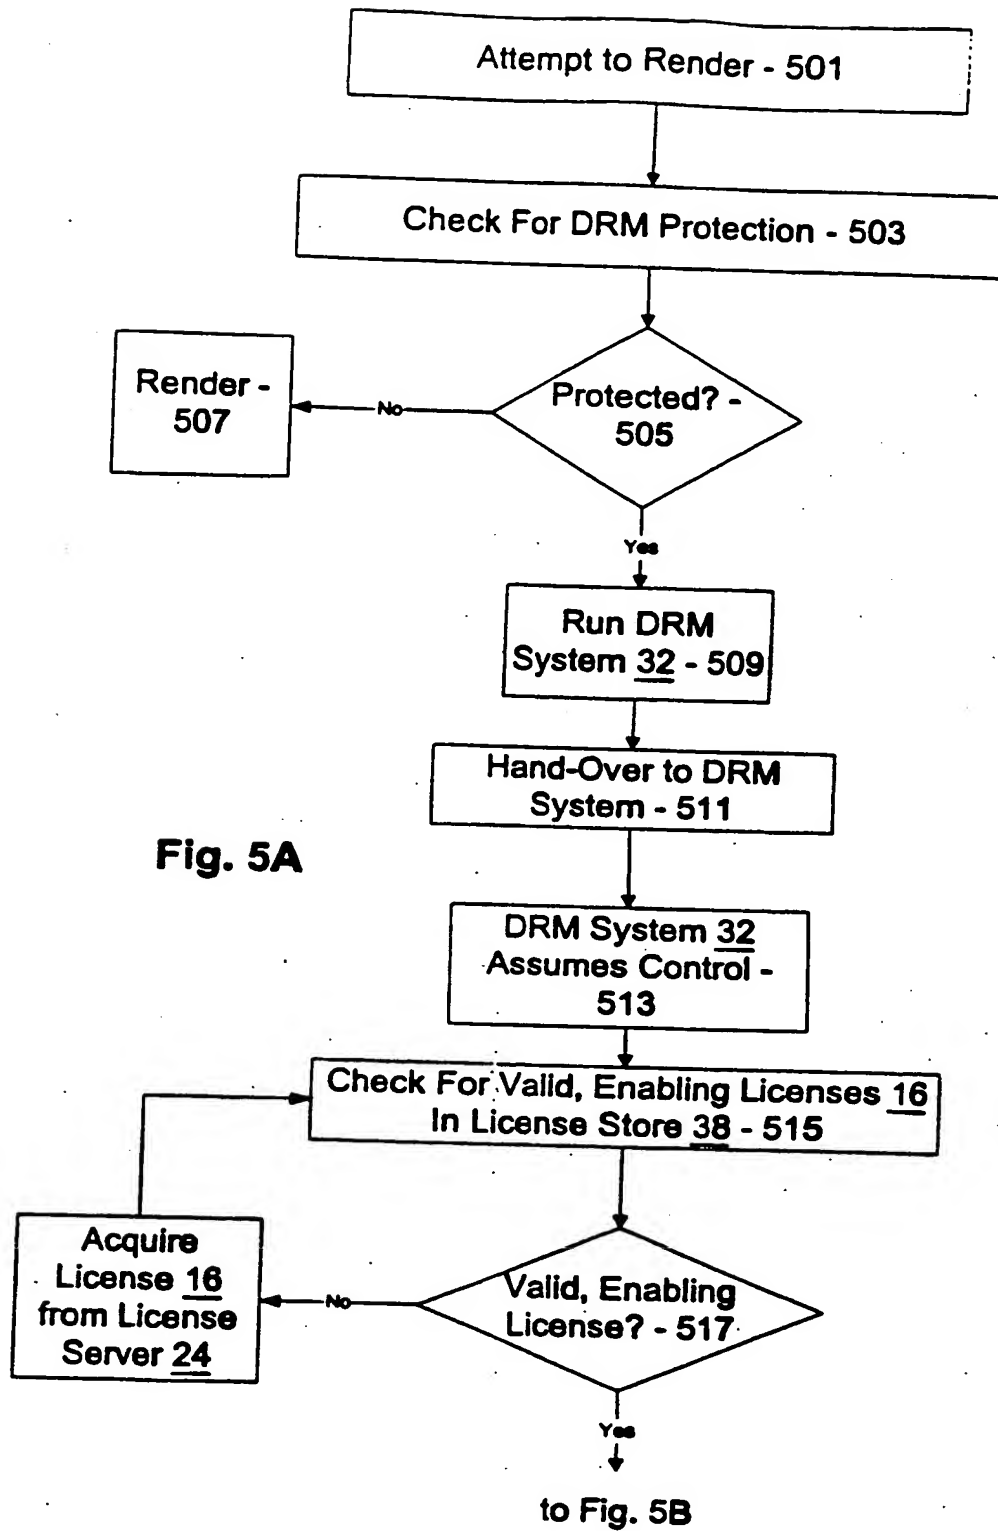 Attempt to Render - 501
Check For DRM Protection - 503
Protected? -
505
No
Render -
507
Yes
Run DRM
System 32 - 509
Hand-Over to DRM
System - 511
Fig. 5A
DRM System 32
Assumes Control -
513
Check For Valid, Enabling Licenses 16
In License Store 38 - 515
Valid, Enabling
License? - 517
No
Acquire
License 16
from License
Server 24
Yes
to Fig. 5B